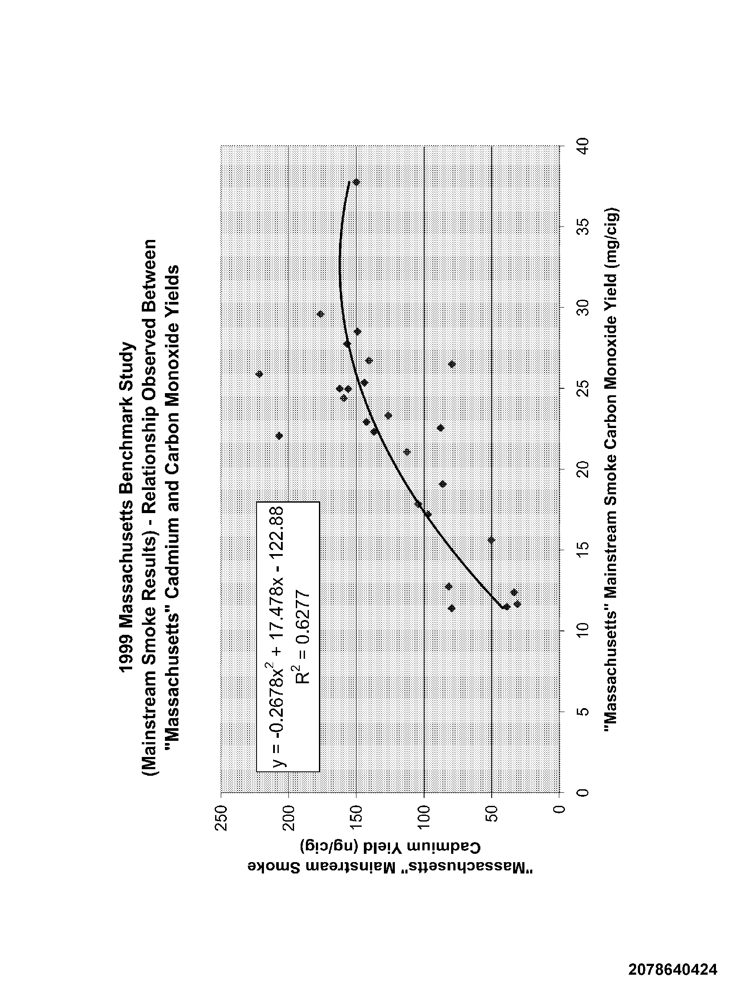 1999 Massachusetts Benchmark Study
(Mainstream Smoke Results) - Relationship Observed Between
"Massachusetts" Cadmium and Carbon Monoxide Yields
y = -0.2678x² + 17.478x - 122.88
R² = 0.6277
"Massachusetts" Mainstream Smoke
Cadmium Yield (ng/cig)
250
200
150
100
50
0
0
5
10
15
20
25
30
35
40
"Massachusetts" Mainstream Smoke Carbon Monoxide Yield (mg/cig)
2078640424